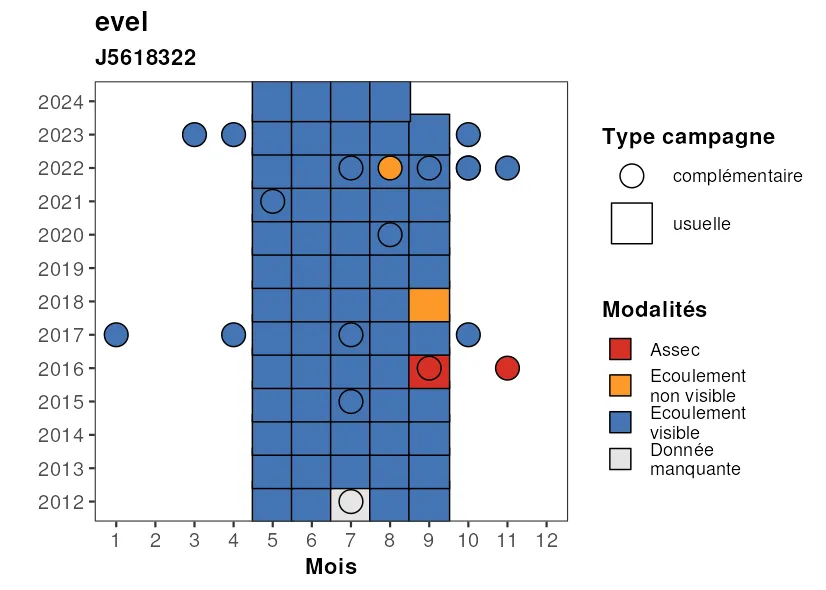 evel
J5618322
2024
2023
2022
2021
2020
2019
2018
2017
2016
2015
2014
2013
2012
1 2 3 4 5 6 7 8 9 10 11 12
Mois
Type campagne
complémentaire
usuelle
Modalités
Assec
Ecoulement
non visible
Ecoulement
visible
Donnée
manquante